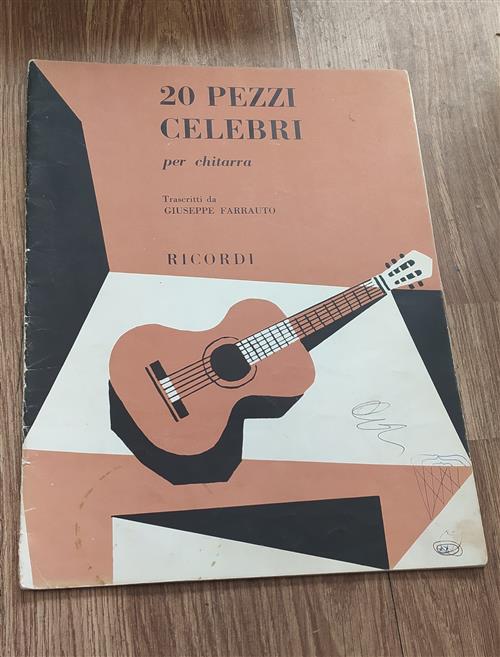 20 PEZZI
CELEBRI
per chitarra
Trascritti da
GIUSEPPE FARRAUTO
RICORDI